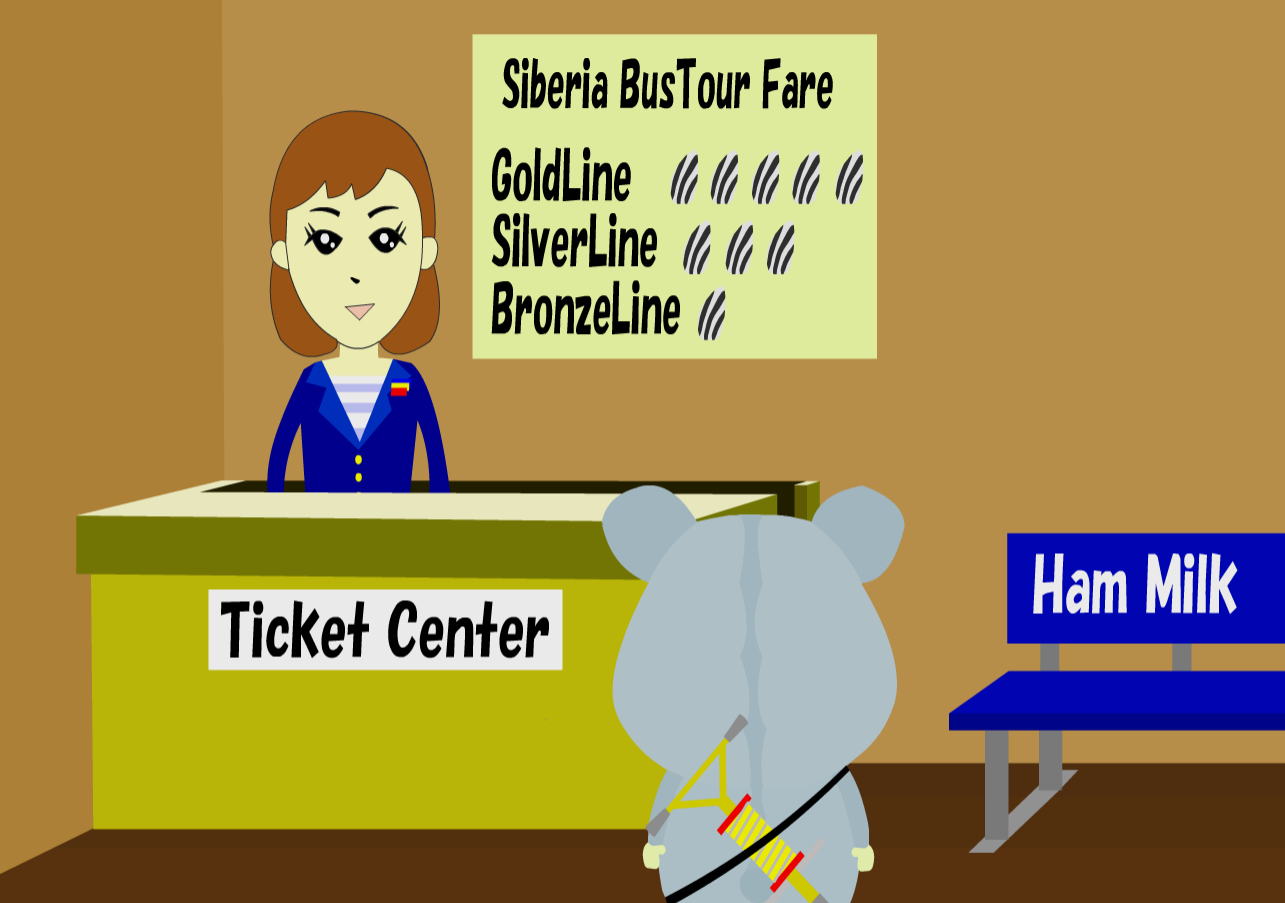 Siberia BusTour Fare
GoldLine
SilverLine
BronzeLine
Ticket Center
Ham Milk